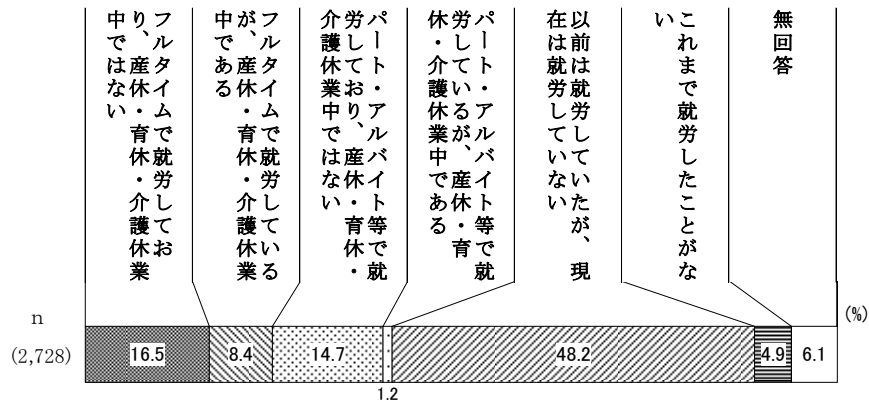 フルタイムで就労してお
り、産休・育休・介護休業
中ではない
フルタイムで就労している
が、産休・育休・介護休業
中である
パート・アルバイト等で就
労しており、産休・育休・
介護休業中ではない
パート・アルバイト等で就
労しているが、産休・育
休・介護休業中である
以前は就労していたが、現
在は就労していない
これまで就労したことがな
い
無回答
n
(%)
(2,728)
16.5
8.4
14.7
1.2
48.2
4.9
6.1